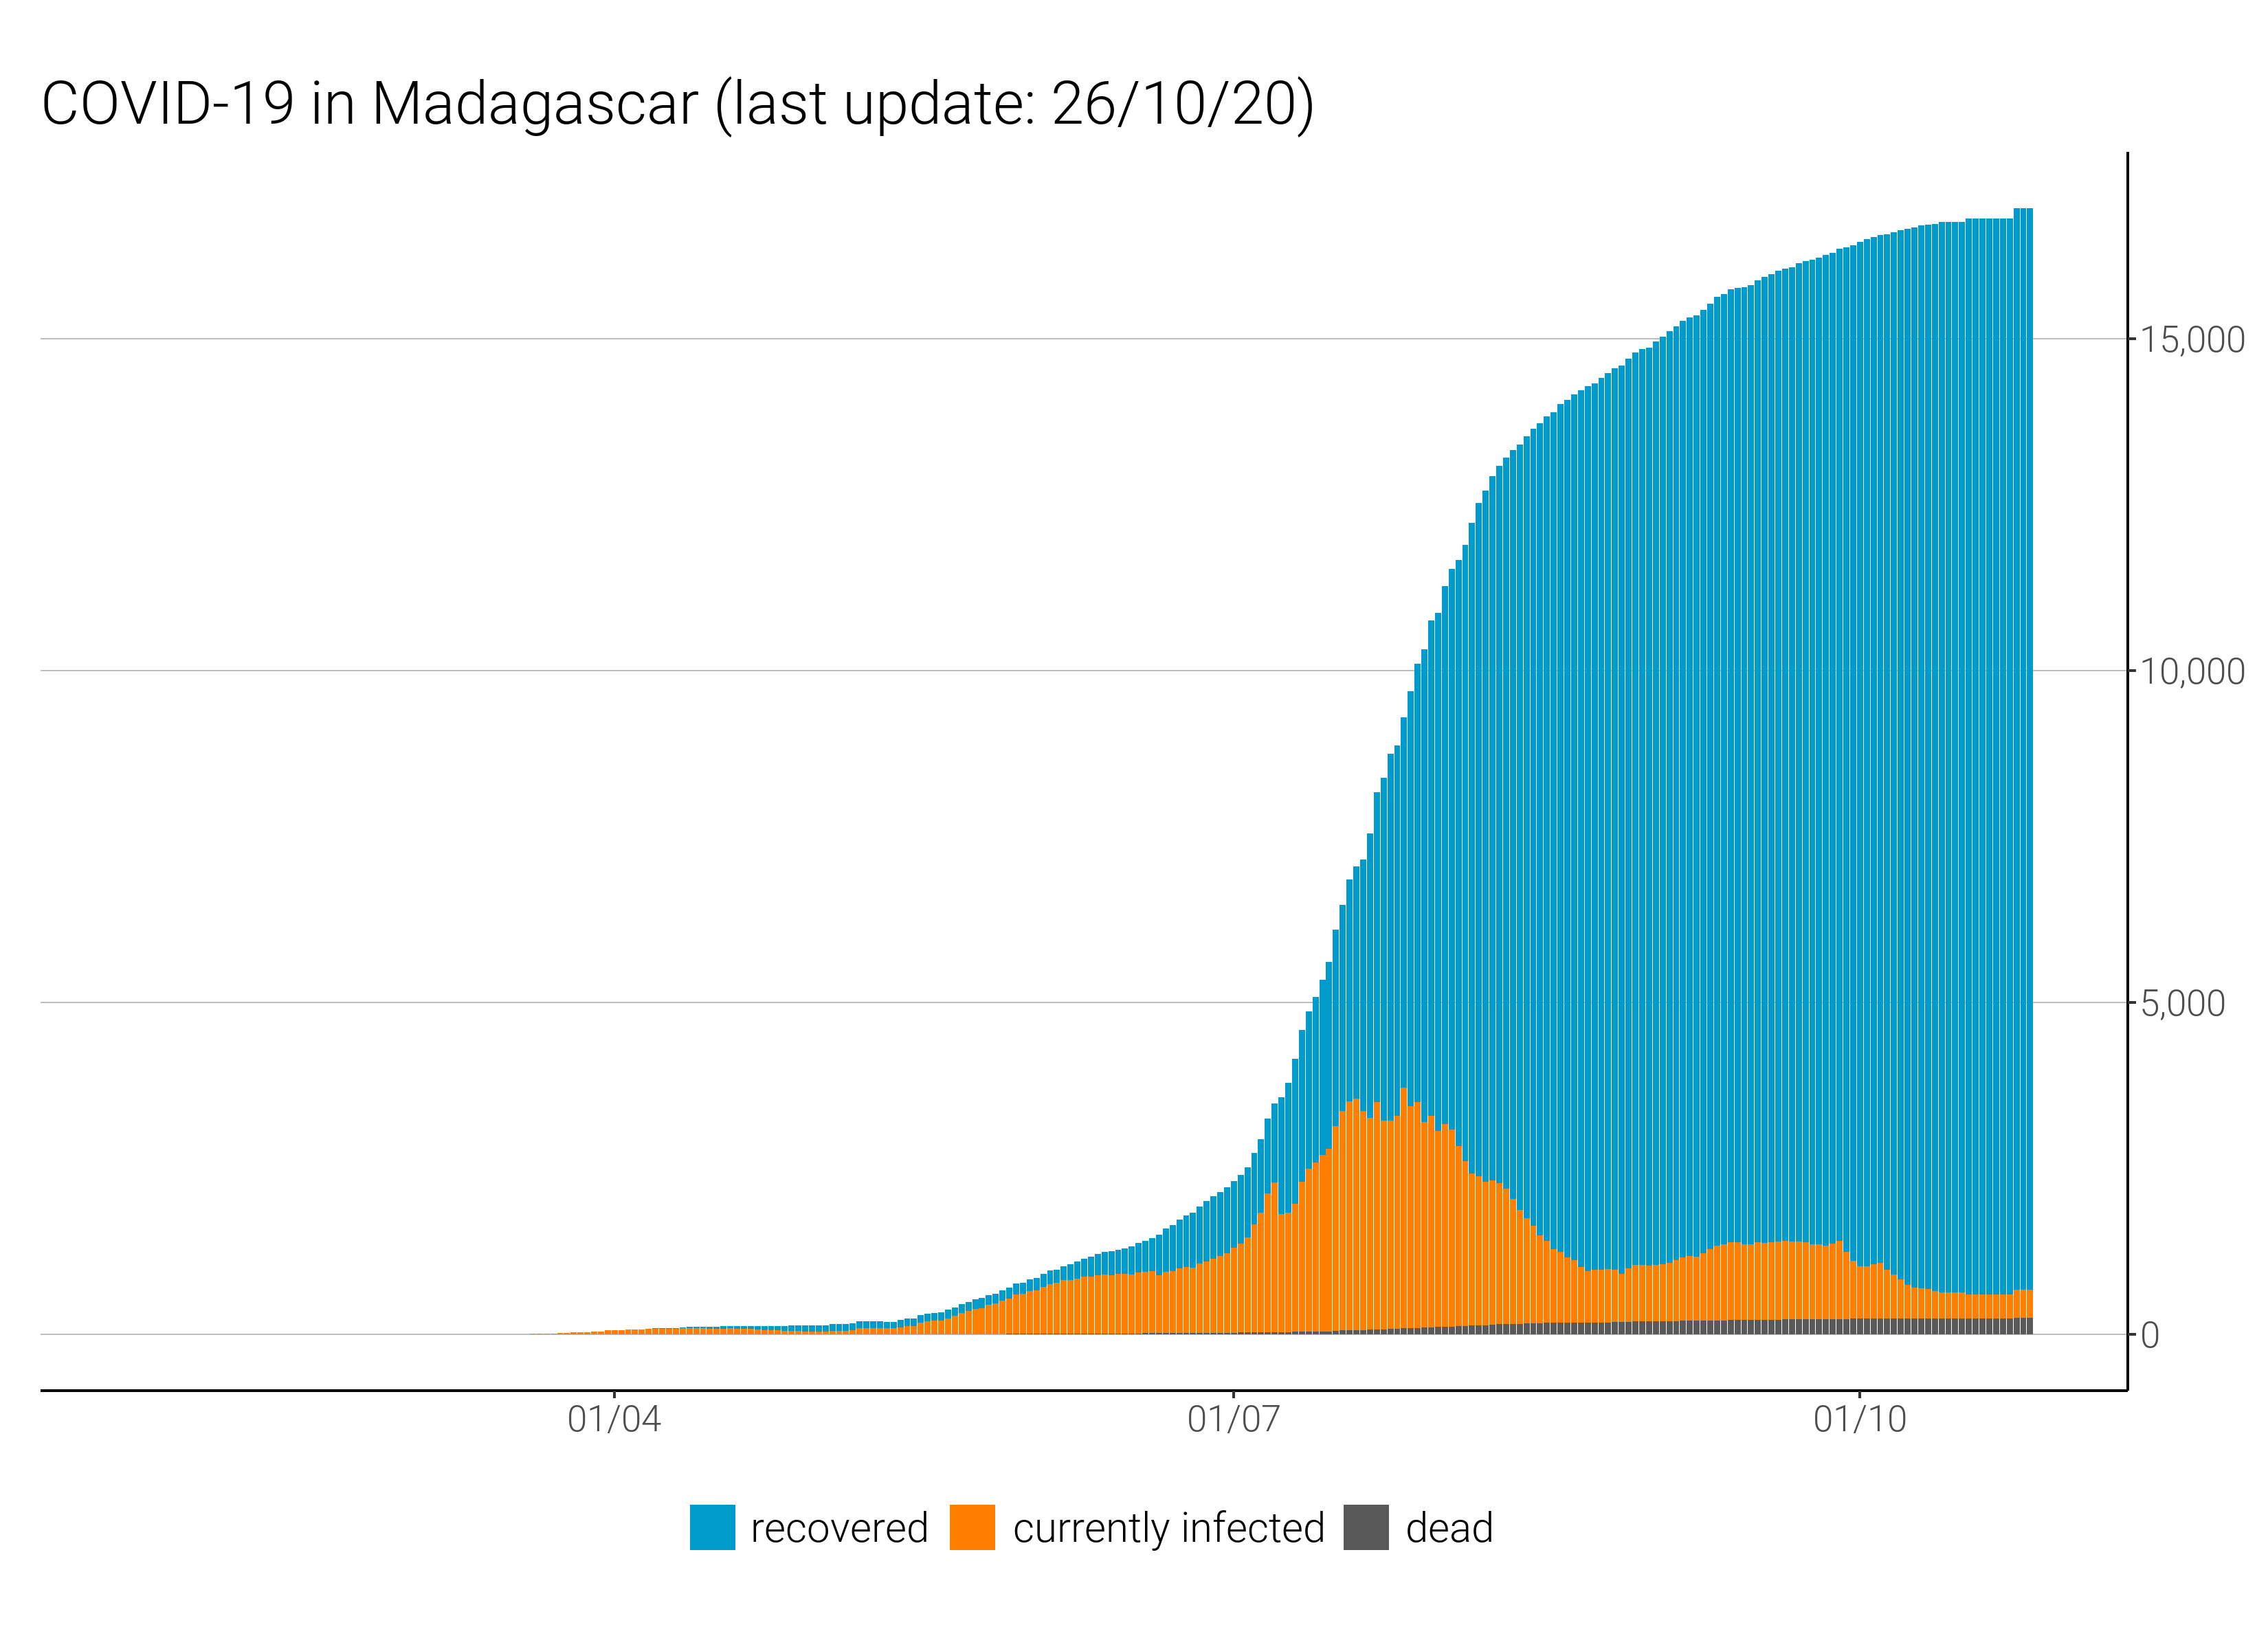 COVID-19 in Madagascar (last update: 26/10/20)
15,000
10,000
5,000
0
01/04 01/07 01/10
recovered currently infected dead